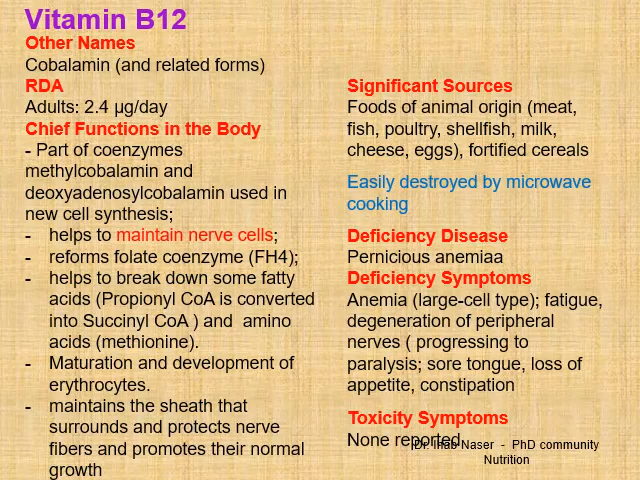 Vitamin B12
Other Names
Cobalamin (and related forms)
RDA
Adults: 2.4 µg/day
Chief Functions in the Body
- Part of coenzymes
methylcobalamin and
deoxyadenosylcobalamin used in
new cell synthesis;
- helps to maintain nerve cells;
- reforms folate coenzyme (FH4);
- helps to break down some fatty
acids (Propionyl CoA is converted
into Succinyl CoA ) and amino
acids (methionine).
- Maturation and development of
erythrocytes.
- maintains the sheath that
surrounds and protects nerve
fibers and promotes their normal
growth
Significant Sources
Foods of animal origin (meat,
fish, poultry, shellfish, milk,
cheese, eggs), fortified cereals
Easily destroyed by microwave
cooking
Deficiency Disease
Pernicious anemiaa
Deficiency Symptoms
Anemia (large-cell type); fatigue,
degeneration of peripheral
nerves ( progressing to
paralysis; sore tongue, loss of
appetite, constipation
Toxicity Symptoms
None reported
Dr. Ihab Naser - PhD community
Nutrition